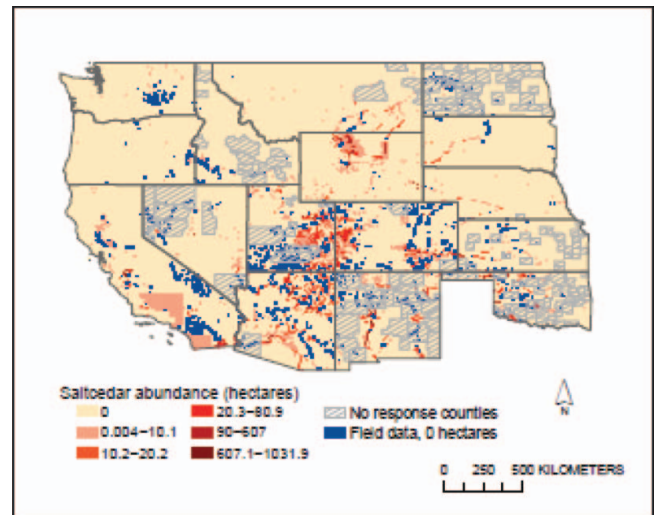 Saltcedar abundance (hectares)
0
0.004–10.1
10.2–20.2
20.3–80.9
90–607
607.1–1031.9
No response counties
Field data, 0 hectares
N
0 250 500 KILOMETERS